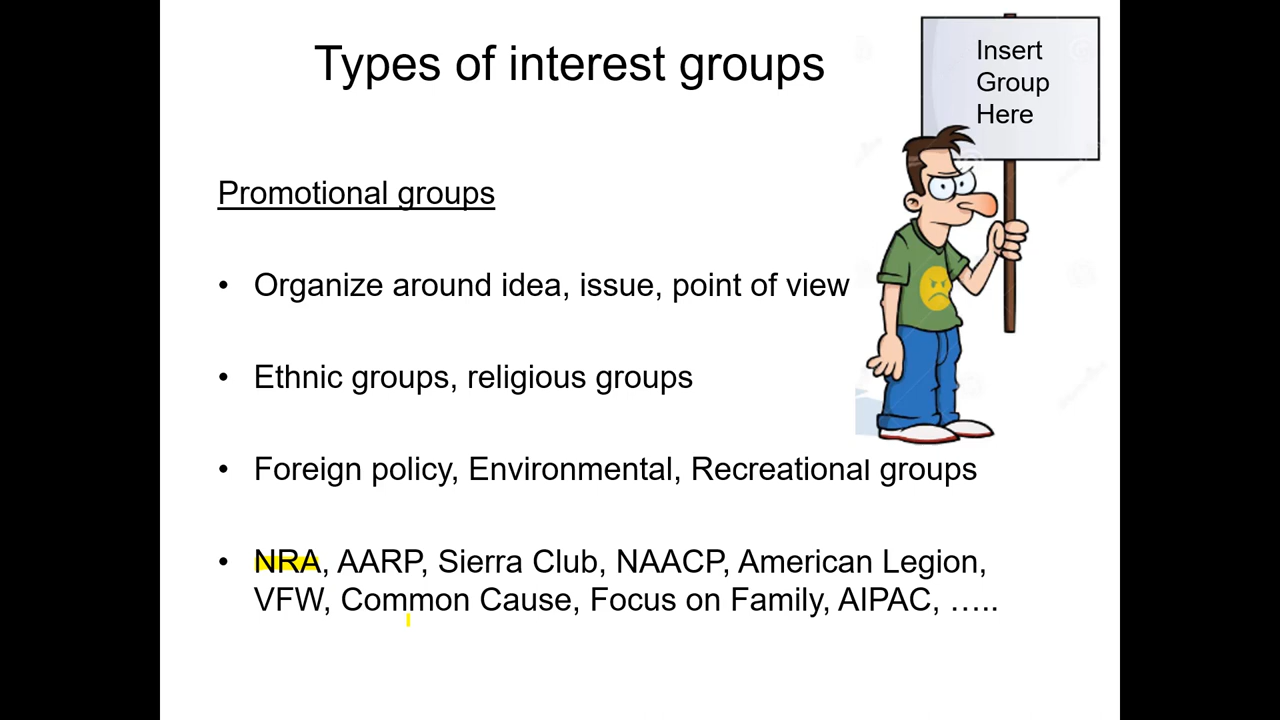 Types of interest groups
Insert
Group
Here
Promotional groups
• Organize around idea, issue, point of view
• Ethnic groups, religious groups
• Foreign policy, Environmental, Recreational groups
• NRA, AARP, Sierra Club, NAACP, American Legion,
VFW, Common Cause, Focus on Family, AIPAC, …..